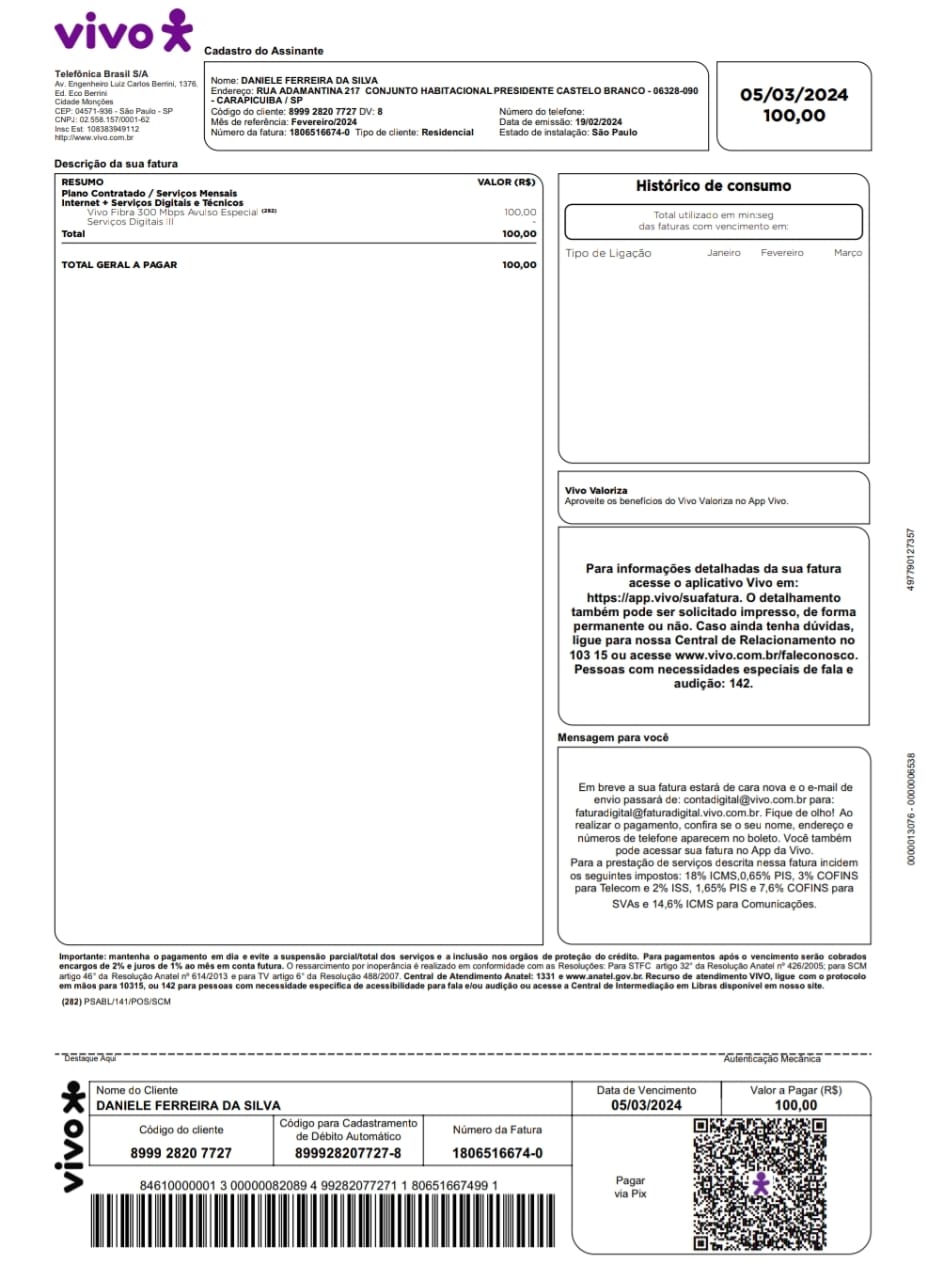 vivo
Cadastro do Assinante
Telefônica Brasil S/A
Av. Engenheiro Luiz Carlos Berrini, 1376,
Ed. Eco Berrini
Cidade Monções
CEP: 04571-936 - São Paulo - SP
CNPJ: 02.558.157/0001-62
Insc Est: 108383949112
http://www.vivo.com.br
Nome: DANIELE FERREIRA DA SILVA
Endereço: RUA ADAMANTINA 217 CONJUNTO HABITACIONAL PRESIDENTE CASTELO BRANCO - 06328-090
- CARAPICUIBA / SP
Código do cliente: 8999 2820 7727 DV: 8 Número do telefone:
Mês de referência: Fevereiro/2024 Data de emissão: 19/02/2024
Número da fatura: 1806516674-0 Tipo de cliente: Residencial Estado de instalação: São Paulo
05/03/2024
100,00
Descrição da sua fatura
RESUMO VALOR (R$)
Plano Contratado / Serviços Mensais
Internet + Serviços Digitais e Técnicos
Vivo Fibra 300 Mbps Avulso Especial (282) 100,00
Serviços Digitais III -
Total 100,00
TOTAL GERAL A PAGAR 100,00
Histórico de consumo
Total utilizado em min:seg
das faturas com vencimento em:
Tipo de Ligação Janeiro Fevereiro Março
Vivo Valoriza
Aproveite os benefícios do Vivo Valoriza no App Vivo.
Para informações detalhadas da sua fatura
acesse o aplicativo Vivo em:
https://app.vivo/suafatura. O detalhamento
também pode ser solicitado impresso, de forma
permanente ou não. Caso ainda tenha dúvidas,
ligue para nossa Central de Relacionamento no
103 15 ou acesse www.vivo.com.br/faleconosco.
Pessoas com necessidades especiais de fala e
audição: 142.
497790127357
Mensagem para você
Em breve a sua fatura estará de cara nova e o e-mail de
envio passará de: contadigital@vivo.com.br para:
faturadigital@faturadigital.vivo.com.br. Fique de olho! Ao
realizar o pagamento, confira se o seu nome, endereço e
números de telefone aparecem no boleto. Você também
pode acessar sua fatura no App da Vivo.
Para a prestação de serviços descrita nessa fatura incidem
os seguintes impostos: 18% ICMS,0,65% PIS, 3% COFINS
para Telecom e 2% ISS, 1,65% PIS e 7,6% COFINS para
SVAs e 14,6% ICMS para Comunicações.
0000013076 - 0000006538
Importante: mantenha o pagamento em dia e evite a suspensão parcial/total dos serviços e a inclusão nos orgãos de proteção do crédito. Para pagamentos após o vencimento serão cobrados
encargos de 2% e juros de 1% ao mês em conta futura. O ressarcimento por inoperância é realizado em conformidade com as Resoluções: Para STFC artigo 32° da Resolução Anatel nº 426/2005; para SCM
artigo 46° da Resolução Anatel nº 614/2013 e para TV artigo 6° da Resolução 488/2007. Central de Atendimento Anatel: 1331 e www.anatel.gov.br. Recurso de atendimento VIVO, ligue com o protocolo
em mãos para 10315, ou 142 para pessoas com necessidade especifica de acessibilidade para fala e/ou audição ou acesse a Central de Intermediação em Libras disponível em nosso site.
(282) PSABL/141/POS/SCM
Destaque Aqui Autenticação Mecânica
vivo
Nome do Cliente
DANIELE FERREIRA DA SILVA
Data de Vencimento
05/03/2024
Valor a Pagar (R$)
100,00
Código do cliente
8999 2820 7727
Código para Cadastramento
de Débito Automático
899928207727-8
Número da Fatura
1806516674-0
84610000001 3 00000082089 4 99282077271 1 80651667499 1
Pagar
via Pix